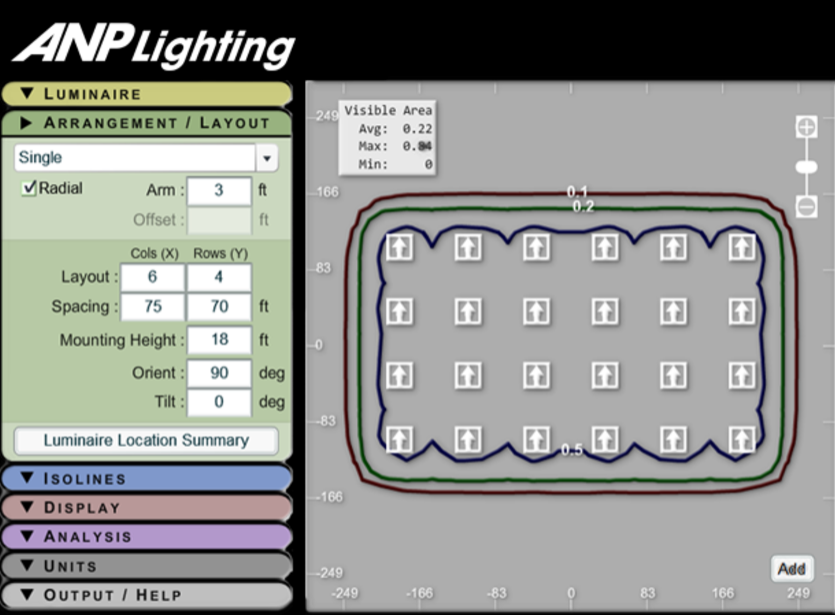 ANP Lighting
▼ LUMINAIRE
▶ ARRANGEMENT / LAYOUT
Single
Radial Arm : 3 ft
Offset : ft
Cols (X) Rows (Y)
Layout : 6 4
Spacing : 75 70 ft
Mounting Height : 18 ft
Orient : 90 deg
Tilt : 0 deg
Luminaire Location Summary
▼ ISOLINES
▼ DISPLAY
▼ ANALYSIS
▼ UNITS
▼ OUTPUT / HELP
Visible Area
Avg: 0.22
Max:
Min: 0
249
166
83
0
-83
-166
-249
0.1
0.2
0.5
Add
-249 -166 -83 0 83 166 249